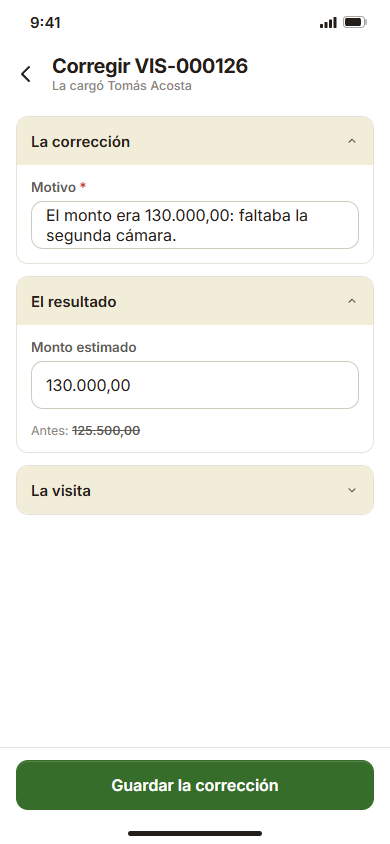 9:41
Corregir VIS-000126
La cargó Tomás Acosta
La corrección
Motivo *
El monto era 130.000,00: faltaba la
segunda cámara.
El resultado
Monto estimado
130.000,00
Antes: 125.500,00
La visita
Guardar la corrección